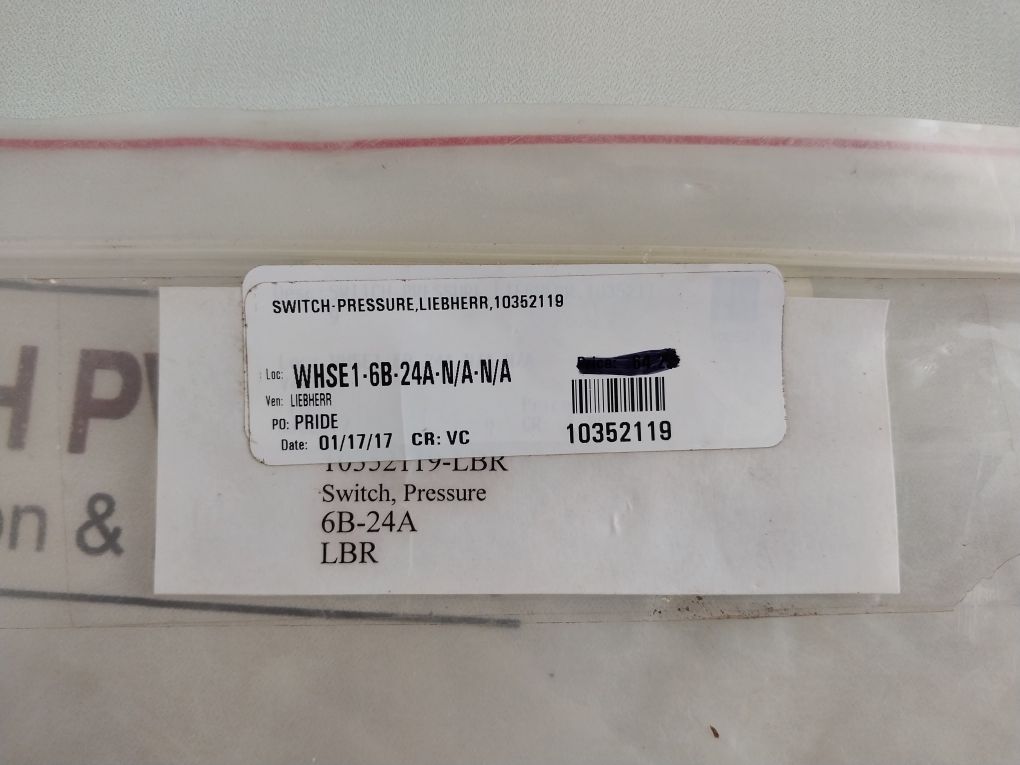 SWITCH-PRESSURE,LIEBHERR,10352119
Loc: WHSE1-6B-24A-N/A-N/A
Ven: LIEBHERR
PO: PRIDE
Date: 01/17/17 CR: VC
Price:
10352119
10352119-LBR
Switch, Pressure
6B-24A
LBR
H P
on &